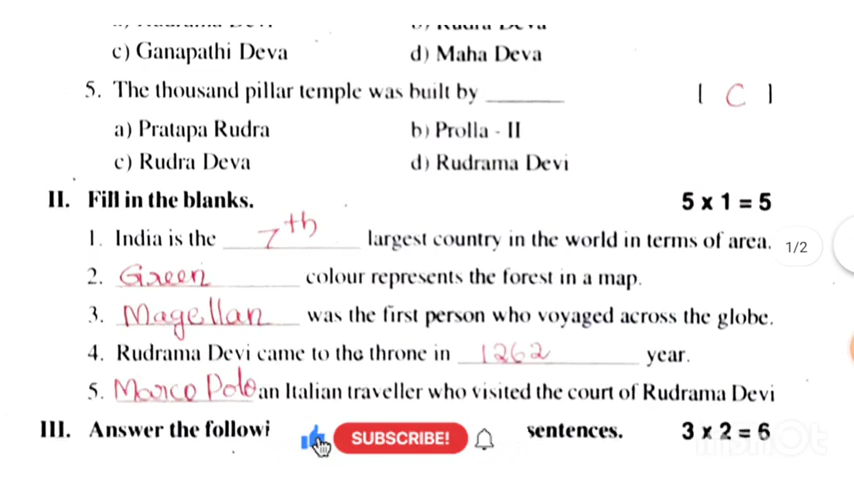 c) Ganapathi Deva d) Maha Deva
5. The thousand pillar temple was built by ______ [ C ]
a) Pratapa Rudra b) Prolla - II
c) Rudra Deva d) Rudrama Devi
II. Fill in the blanks. 5 x 1 = 5
1. India is the 7th largest country in the world in terms of area. 1/2
2. Green colour represents the forest in a map.
3. Magellan was the first person who voyaged across the globe.
4. Rudrama Devi came to the throne in 1262 year.
5. Marco Polo an Italian traveller who visited the court of Rudrama Devi
III. Answer the followi SUBSCRIBE! sentences. 3 x 2 = 6